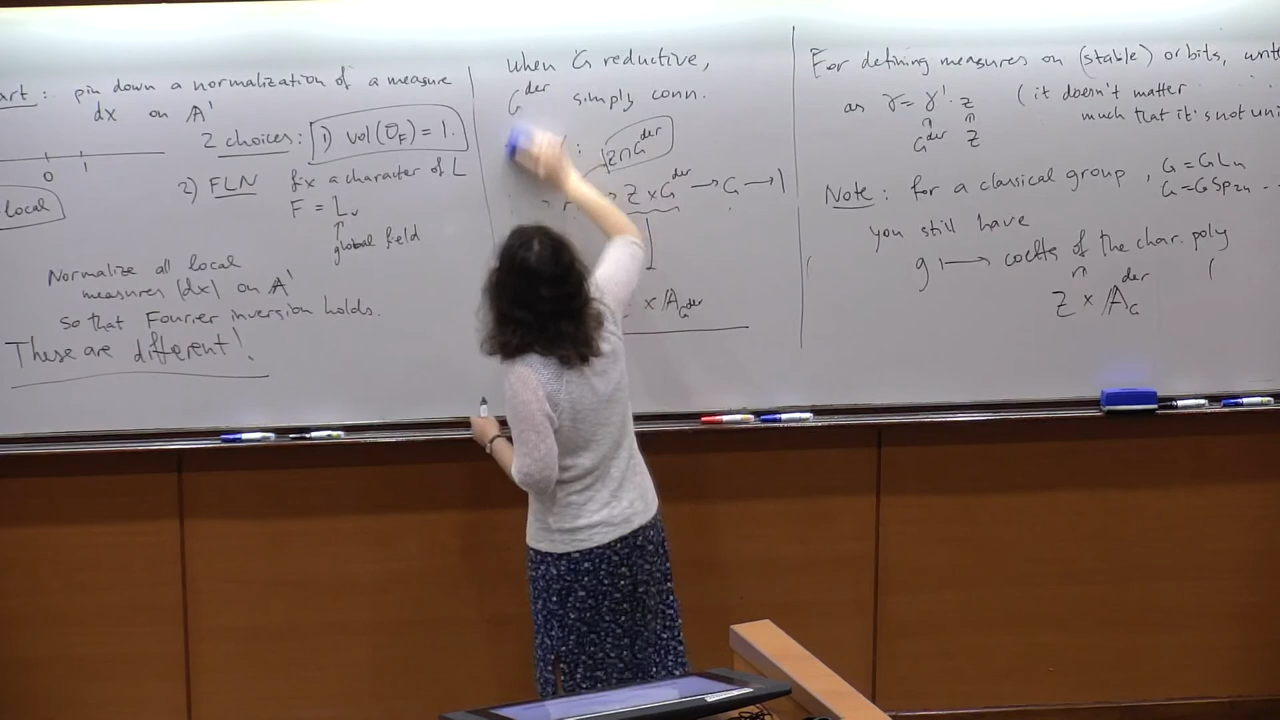 art: pin down a normalization of a measure
dx on 𝔸¹
2 choices: 1) vol(O_F) = 1.
0 1
2) FLN fix a character of L
local
F = L_v
↑
global field
Normalize all local
measures |dx| on 𝔸¹
so that Fourier inversion holds.
These are different!
when G reductive,
G^der simply conn.
:
Z∩G^der
→ Z × G^der → G → 1
× 𝔸_G^der
For defining measures on (stable) orbits, write
as γ = γ' · z (it doesn't matter
∩ ∩ much that it's not uni
G^der Z
Note: for a classical group, G = GL_n
G = GSp_2n - -
you still have
g ↦ coeffs of the char. poly
∩
Z × 𝔸_G^der (